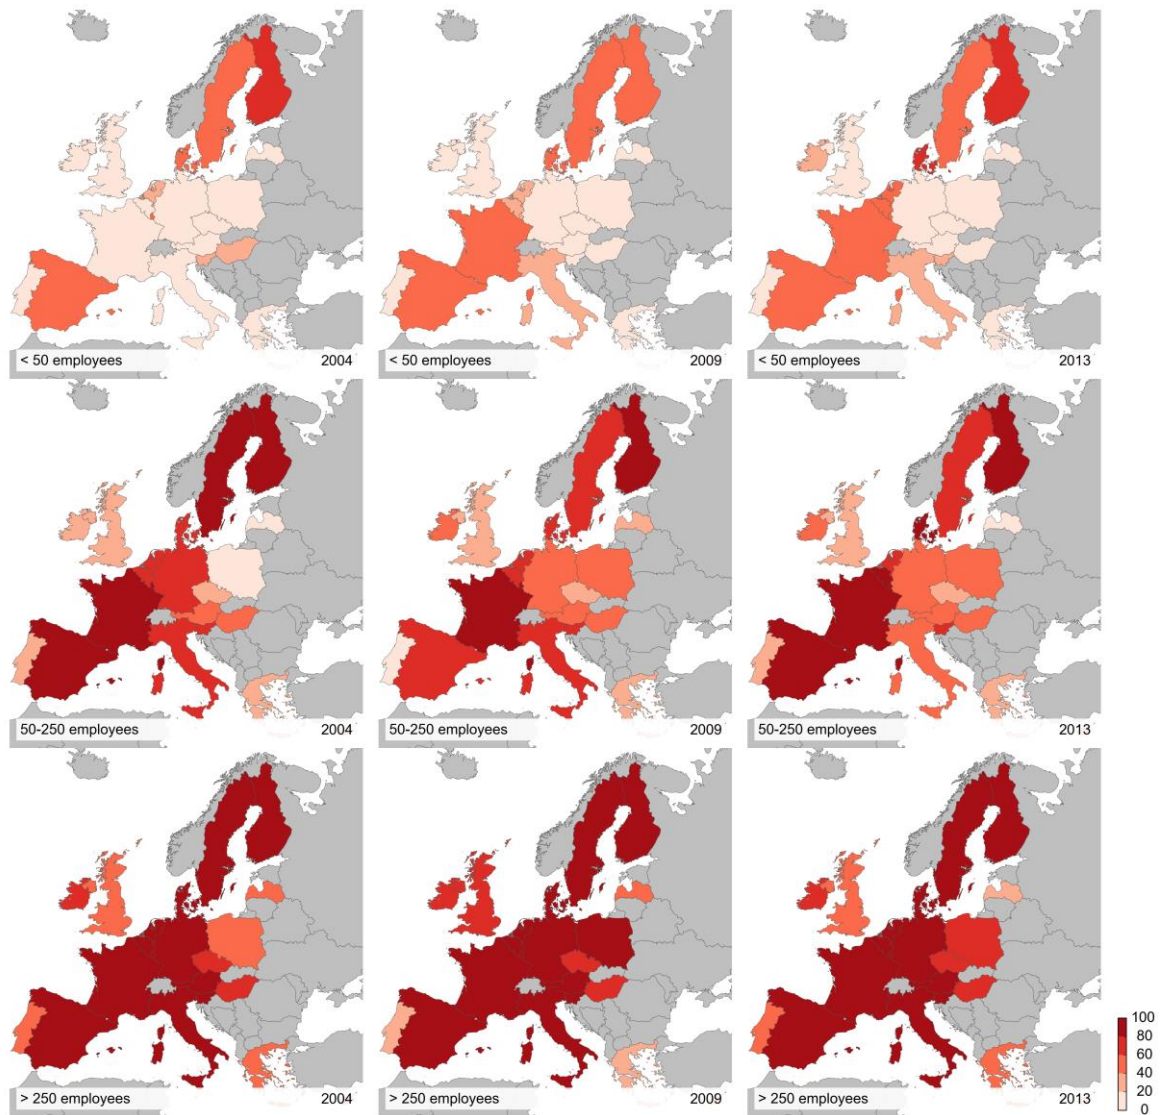 < 50 employees 2004
< 50 employees 2009
< 50 employees 2013
50-250 employees 2004
50-250 employees 2009
50-250 employees 2013
> 250 employees 2004
> 250 employees 2009
> 250 employees 2013
100
80
60
40
20
0